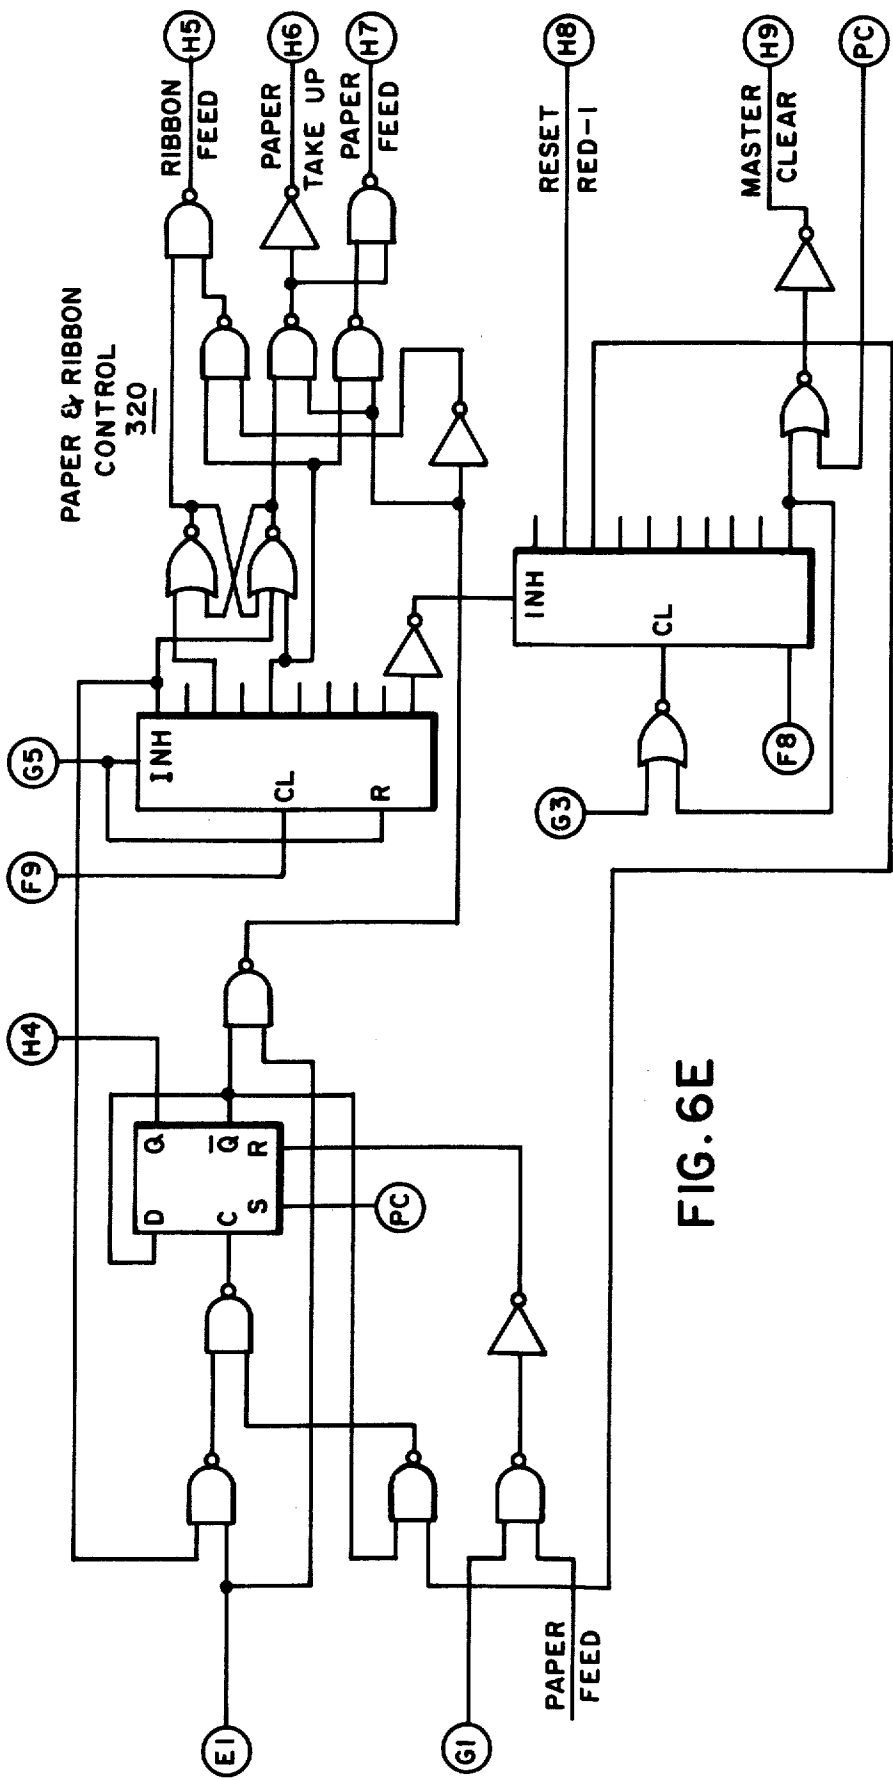 H5
RIBBON
FEED
H6
PAPER
TAKE UP
H7
PAPER
FEED
H8
RESET
RED-1
H9
MASTER
CLEAR
PC
PAPER & RIBBON
CONTROL
320
G5
INH
CL
R
F9
INH
CL
F8
G3
H4
D
Q
C
Q̅
S
R
PC
E1
G1
PAPER
FEED
FIG. 6E